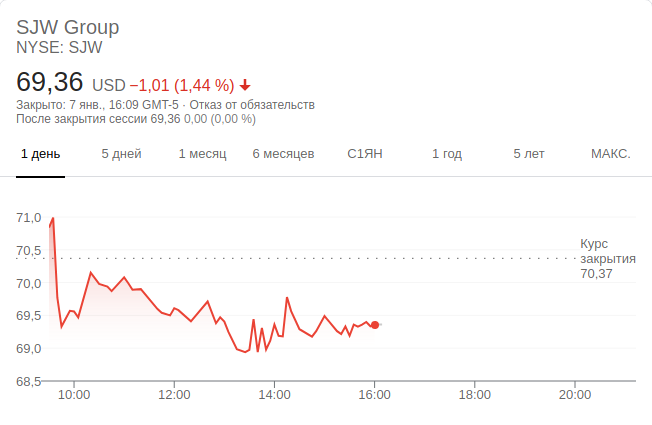 SJW Group
NYSE: SJW
69,36 USD −1,01 (1,44 %)
Закрыто: 7 янв., 16:09 GMT-5 · Отказ от обязательств
После закрытия сессии 69,36 0,00 (0,00 %)
1 день 5 дней 1 месяц 6 месяцев С1ЯН 1 год 5 лет МАКС.
71,0
70,5
70,0
69,5
69,0
68,5
Курс
закрытия
70,37
10:00 12:00 14:00 16:00 18:00 20:00